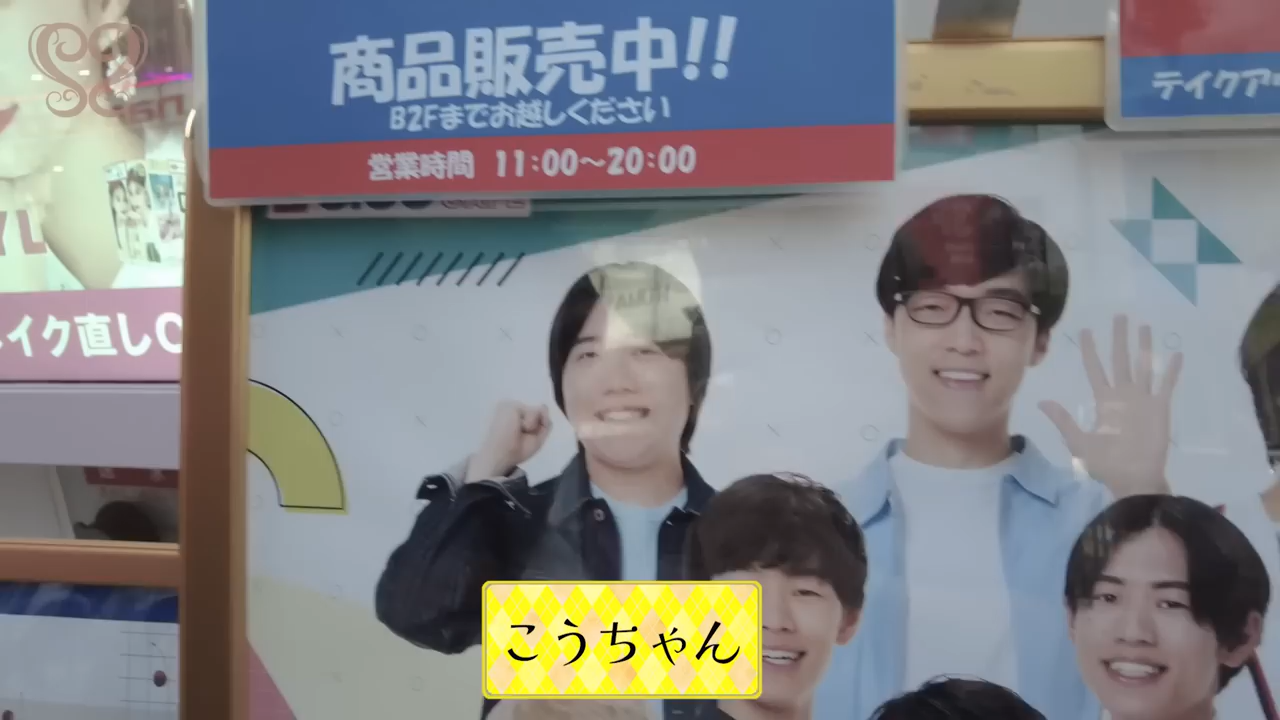 商品販売中!!
B2Fまでお越しください
営業時間 11:00〜20:00
テイクア
イク直し
こうちゃん